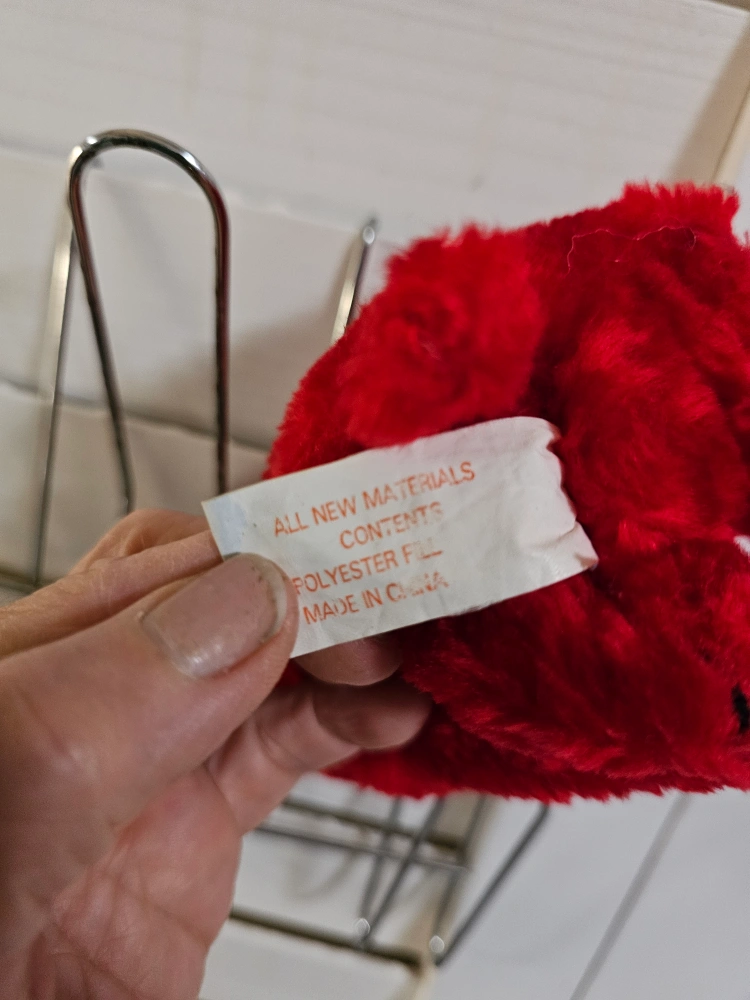 ALL NEW MATERIALS
CONTENTS
POLYESTER FILL
MADE IN CHINA